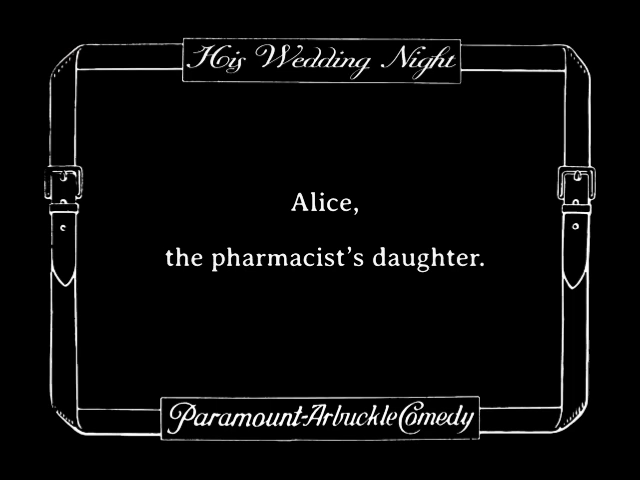 His Wedding Night
Alice,
the pharmacist’s daughter.
Paramount-Arbuckle Comedy